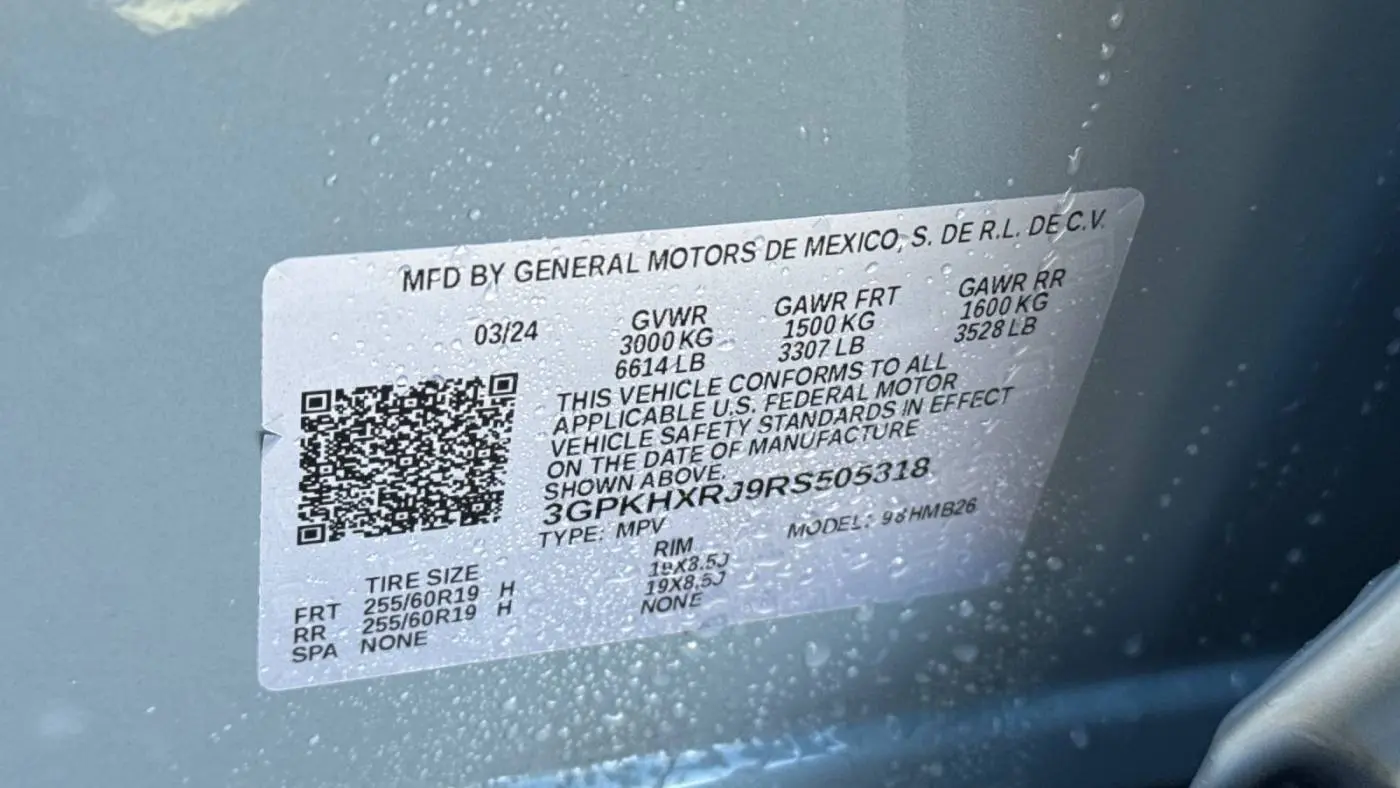 MFD BY GENERAL MOTORS DE MEXICO, S. DE R.L. DE C.V.
03/24 GVWR GAWR FRT GAWR RR
3000 KG 1500 KG 1600 KG
6614 LB 3307 LB 3528 LB
THIS VEHICLE CONFORMS TO ALL
APPLICABLE U.S. FEDERAL MOTOR
VEHICLE SAFETY STANDARDS IN EFFECT
ON THE DATE OF MANUFACTURE
SHOWN ABOVE.
3GPKHXRJ9RS505318
TYPE: MPV MODEL: 98HMB26
TIRE SIZE RIM
FRT 255/60R19 H 19X8.5J
RR 255/60R19 H 19X8.5J
SPA NONE NONE